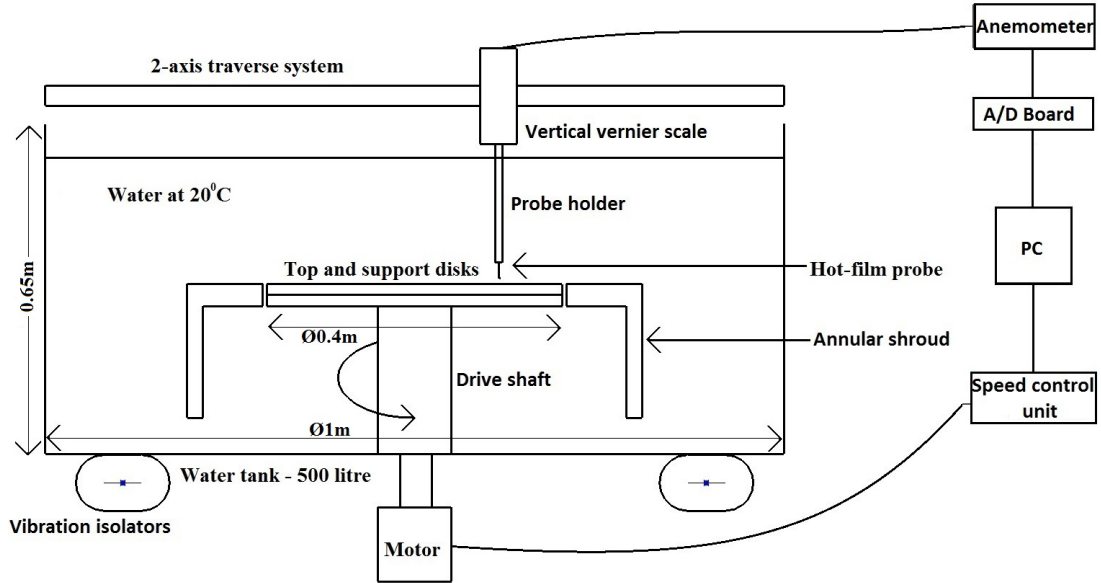 Anemometer
2-axis traverse system
A/D Board
Vertical vernier scale
Water at 20⁰C
Probe holder
PC
0.65m
Top and support disks
Hot-film probe
Ø0.4m
Annular shroud
Drive shaft
Speed control
unit
Ø1m
Water tank - 500 litre
Vibration isolators
Motor